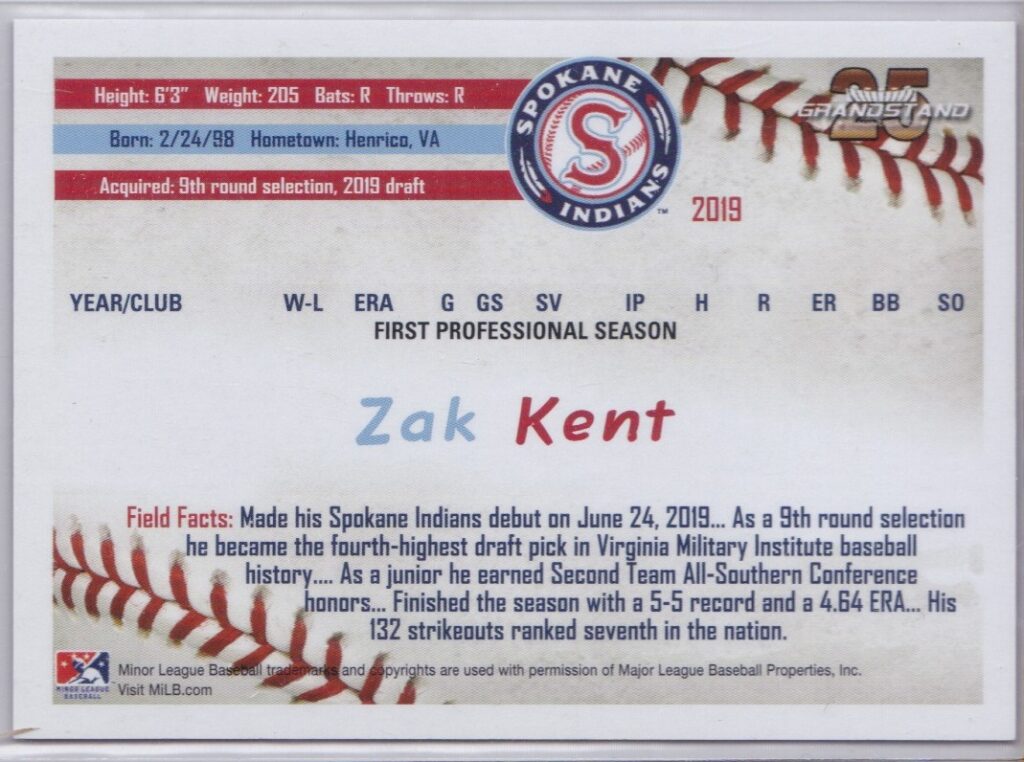 Height: 6'3" Weight: 205 Bats: R Throws: R
Born: 2/24/98 Hometown: Henrico, VA
Acquired: 9th round selection, 2019 draft
SPOKANE
S
INDIANS™
25
GRANDSTAND
2019
YEAR/CLUB W-L ERA G GS SV IP H R ER BB SO
FIRST PROFESSIONAL SEASON
Zak Kent
Field Facts: Made his Spokane Indians debut on June 24, 2019... As a 9th round selection
he became the fourth-highest draft pick in Virginia Military Institute baseball
history.... As a junior he earned Second Team All-Southern Conference
honors... Finished the season with a 5-5 record and a 4.64 ERA... His
132 strikeouts ranked seventh in the nation.
MINOR LEAGUE
BASEBALL
Minor League Baseball trademarks and copyrights are used with permission of Major League Baseball Properties, Inc.
Visit MiLB.com